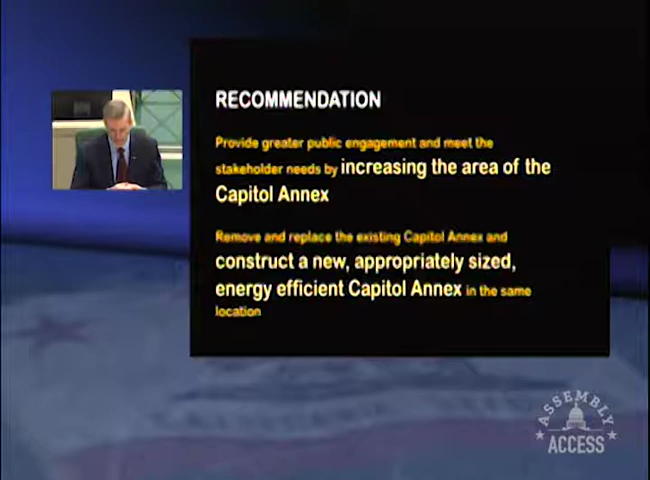 RECOMMENDATION
Provide greater public engagement and meet the
stakeholder needs by increasing the area of the
Capitol Annex
Remove and replace the existing Capitol Annex and
construct a new, appropriately sized,
energy efficient Capitol Annex in the same
location
ASSEMBLY
ACCESS